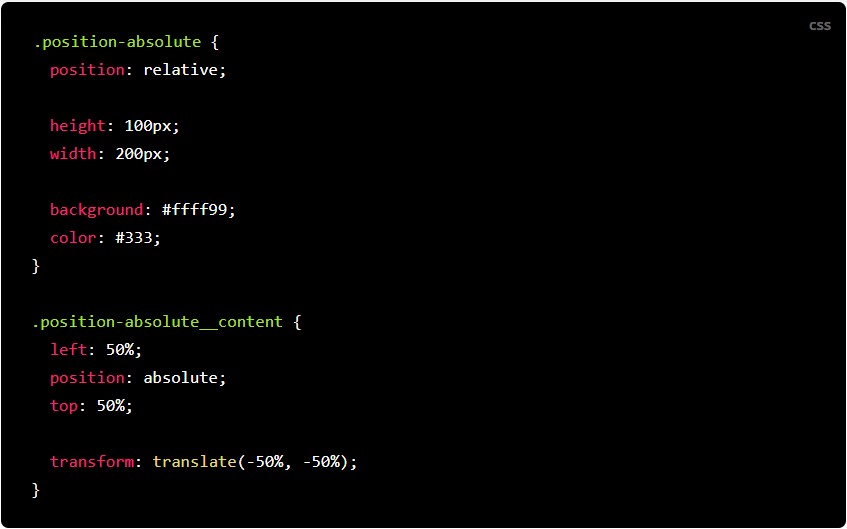 css
.position-absolute {
  position: relative;

  height: 100px;
  width: 200px;

  background: #ffff99;
  color: #333;
}

.position-absolute__content {
  left: 50%;
  position: absolute;
  top: 50%;

  transform: translate(-50%, -50%);
}